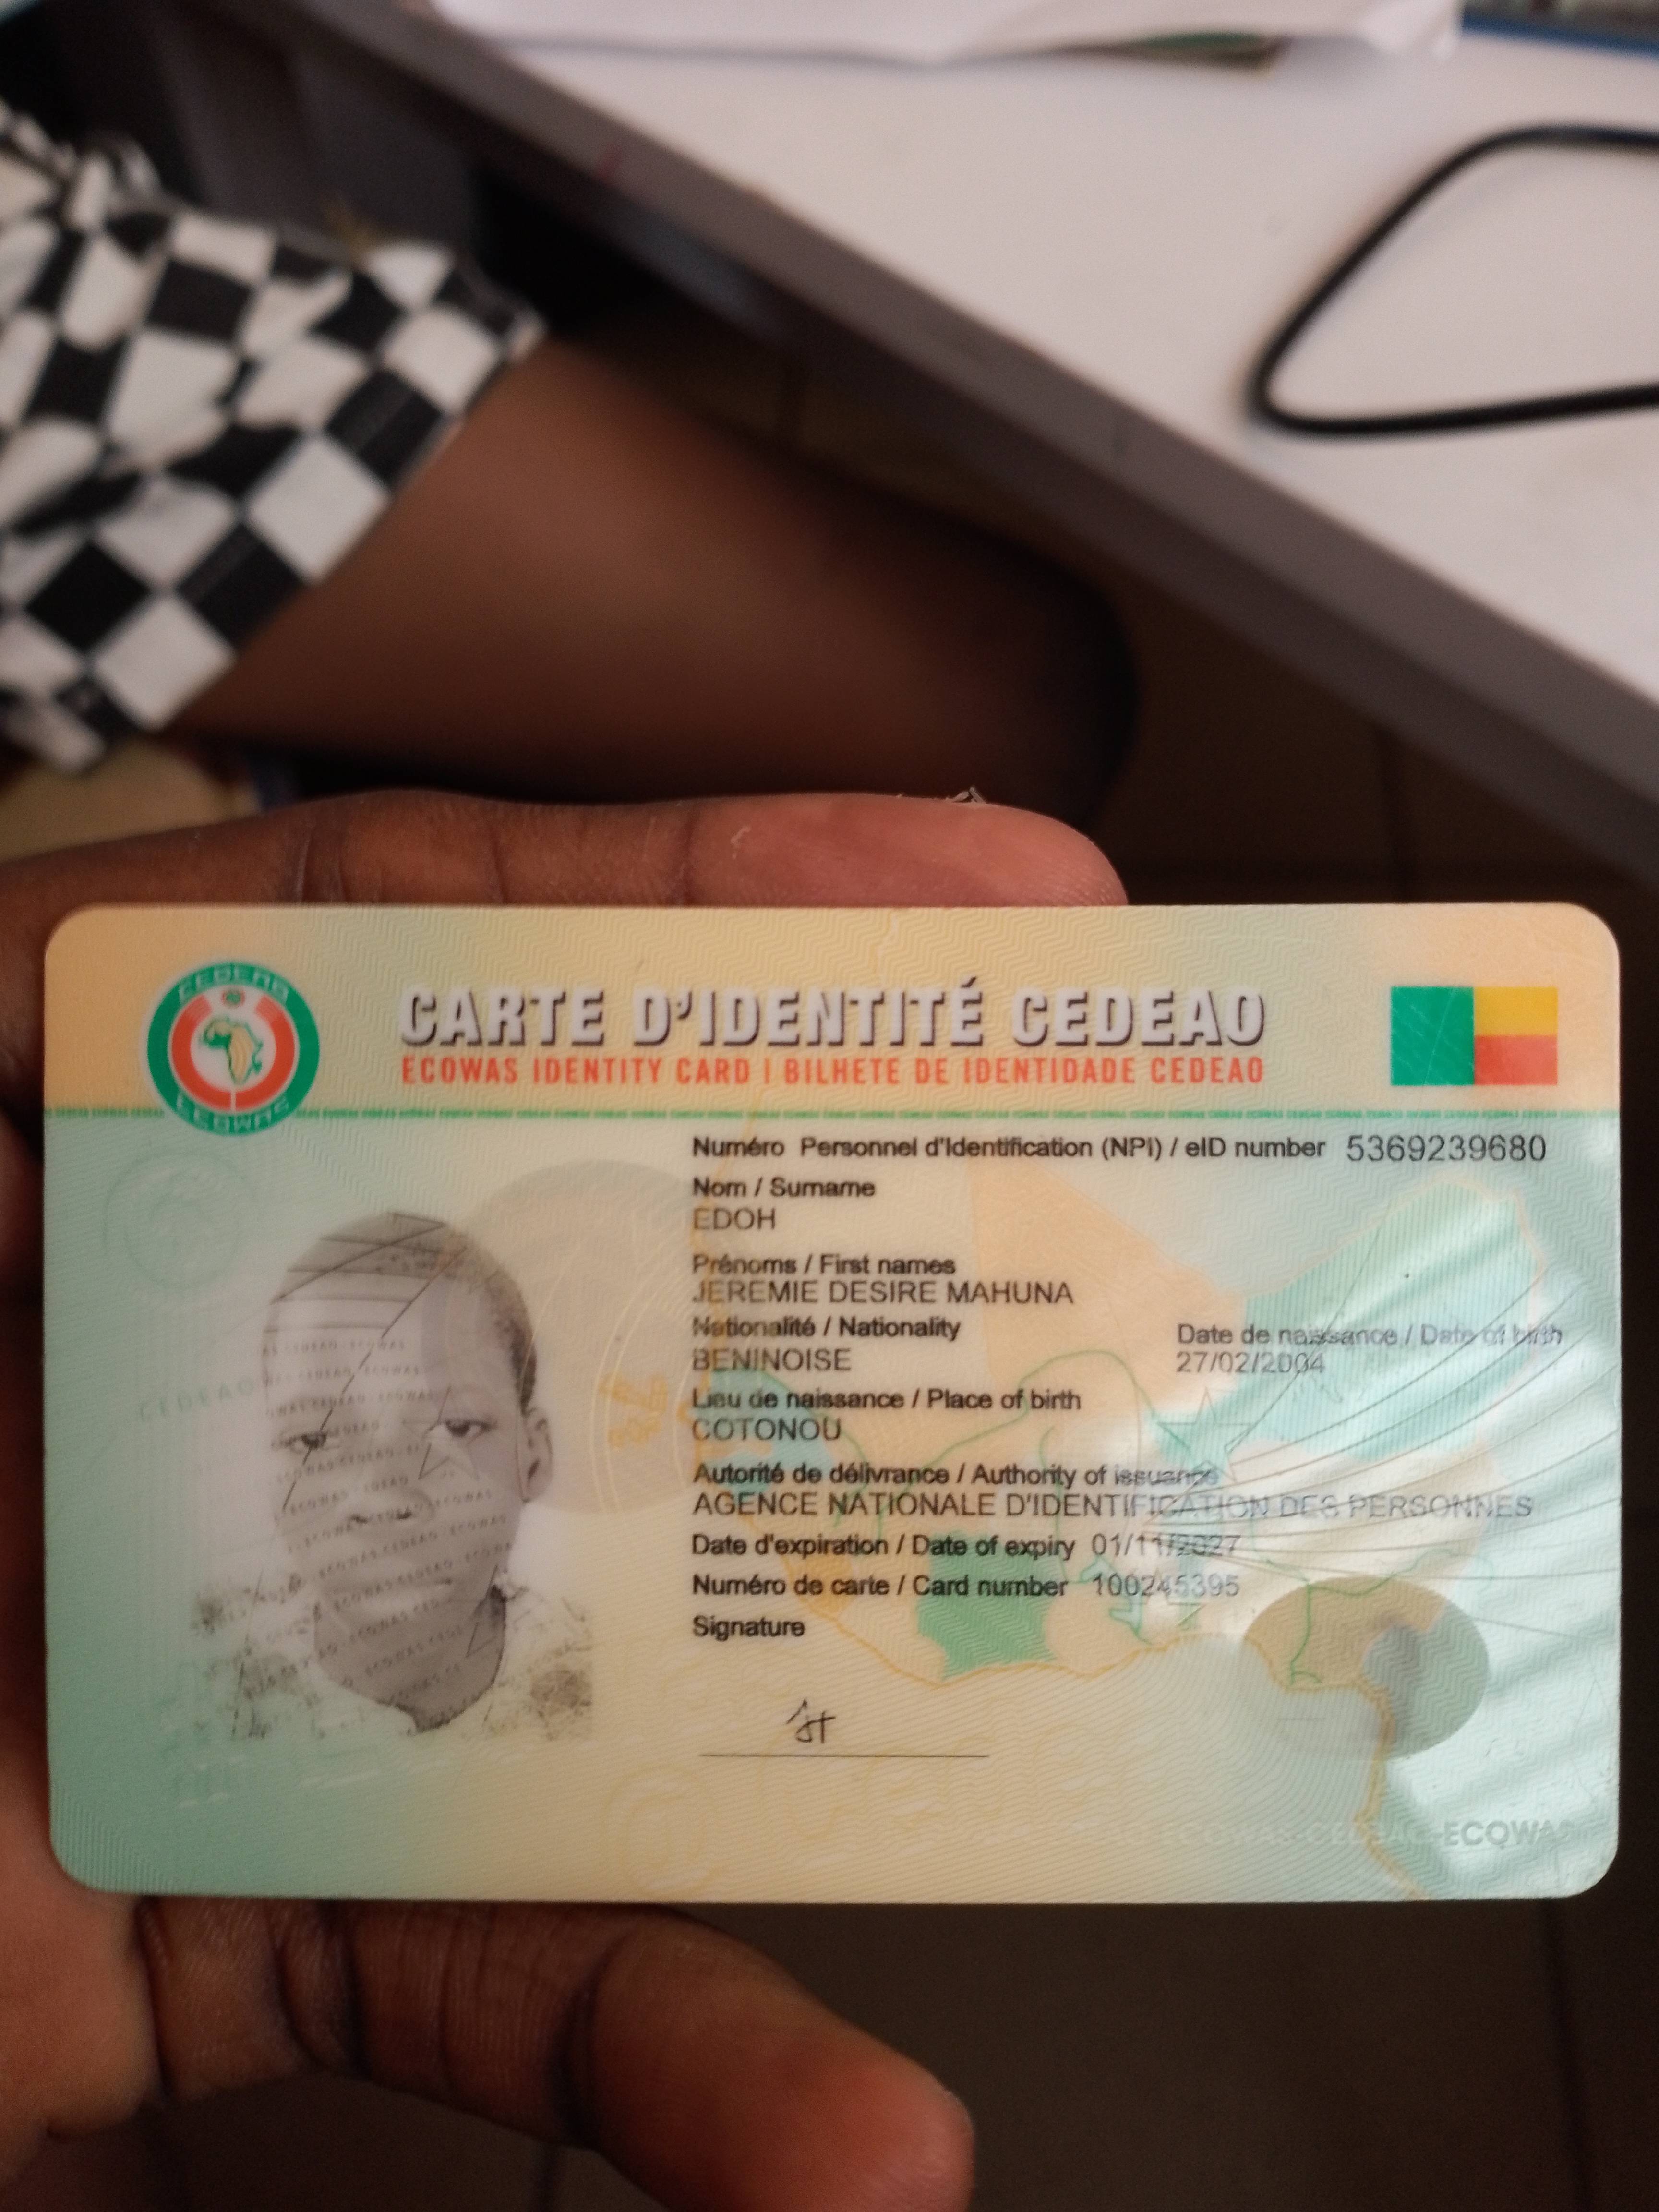 CEDEAO
ECOWAS
CARTE D'IDENTITÉ CEDEAO
ECOWAS IDENTITY CARD | BILHETE DE IDENTIDADE CEDEAO
Numéro Personnel d'Identification (NPI) / eID number 5369239680
Nom / Surname
EDOH
Prénoms / First names
JEREMIE DESIRE MAHUNA
Nationalité / Nationality
BENINOISE
Date de naissance / Date of birth
27/02/2004
Lieu de naissance / Place of birth
COTONOU
Autorité de délivrance / Authority of issuance
AGENCE NATIONALE D'IDENTIFICATION DES PERSONNES
Date d'expiration / Date of expiry 01/11/2027
Numéro de carte / Card number 100245395
Signature
ECOWAS-CEDEAO-ECOWAS